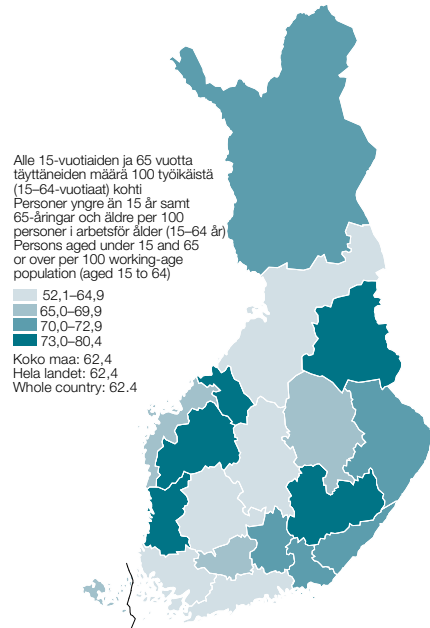 Alle 15-vuotiaiden ja 65 vuotta
täyttäneiden määrä 100 työikäistä
(15–64-vuotiaat) kohti
Personer yngre än 15 år samt
65-åringar och äldre per 100
personer i arbetsför ålder (15–64 år)
Persons aged under 15 and 65
or over per 100 working-age
population (aged 15 to 64)
52,1–64,9
65,0–69,9
70,0–72,9
73,0–80,4
Koko maa: 62,4
Hela landet: 62,4
Whole country: 62.4